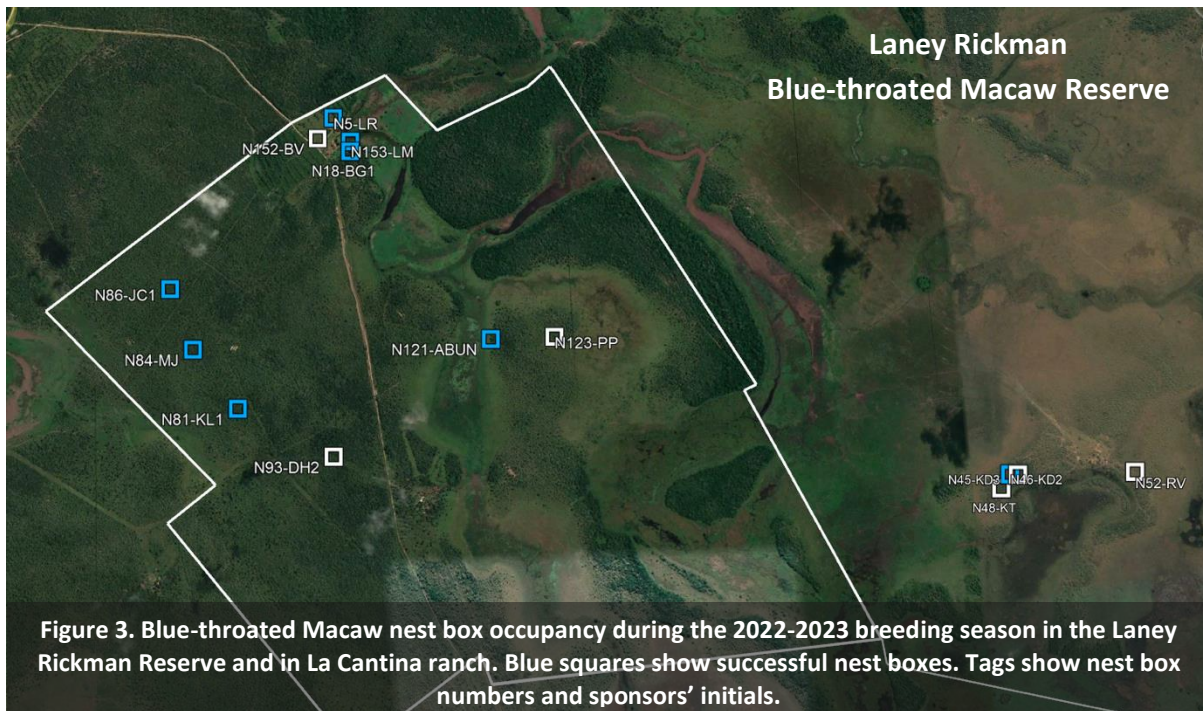 Laney Rickman
Blue-throated Macaw Reserve
N5-LR
N152-BV
N153-LM
N18-BG1
N86-JC1
N84-MJ
N121-ABUN
N123-PP
N81-KL1
N93-DH2
N45-KD3
N46-KD2
N52-RV
N48-KT
Figure 3. Blue-throated Macaw nest box occupancy during the 2022-2023 breeding season in the Laney
Rickman Reserve and in La Cantina ranch. Blue squares show successful nest boxes. Tags show nest box
numbers and sponsors' initials.